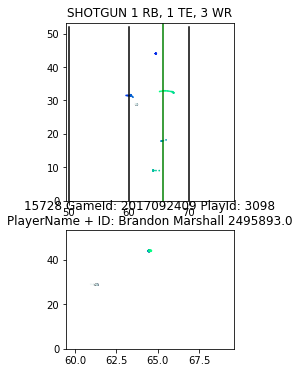 SHOTGUN 1 RB, 1 TE, 3 WR
50
40
30
20
10
0
50 60 70
15728 GameId: 2017092409 PlayId: 3098
PlayerName + ID: Brandon Marshall 2495893.0
40
20
0
60.0 62.5 65.0 67.5